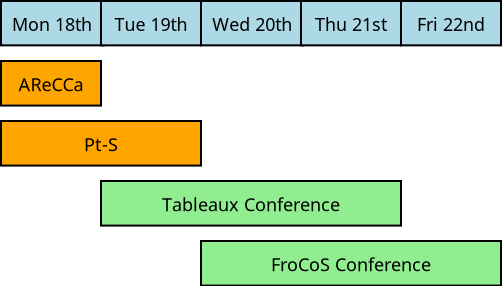 Mon 18th Tue 19th Wed 20th Thu 21st Fri 22nd
AReCCa
Pt-S
Tableaux Conference
FroCoS Conference